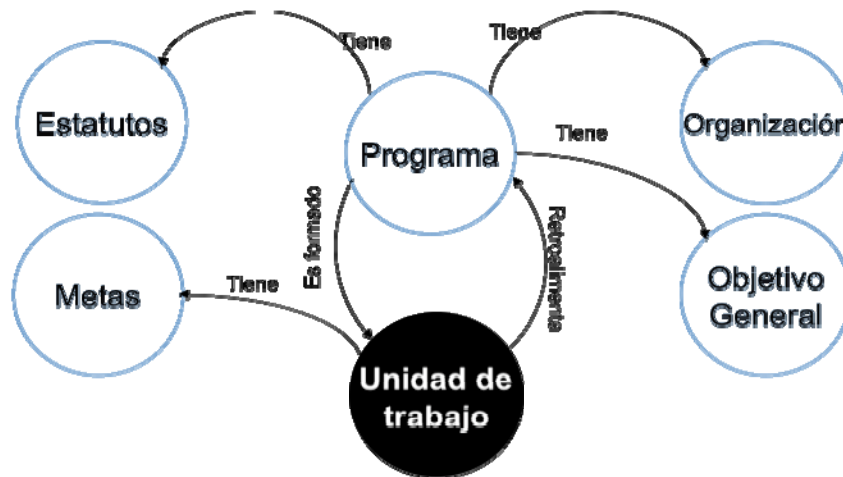 Tiene
Tiene
Estatutos
Programa
Organización
Tiene
Es formado
Retroalimenta
Metas
Tiene
Objetivo
General
Unidad de
trabajo